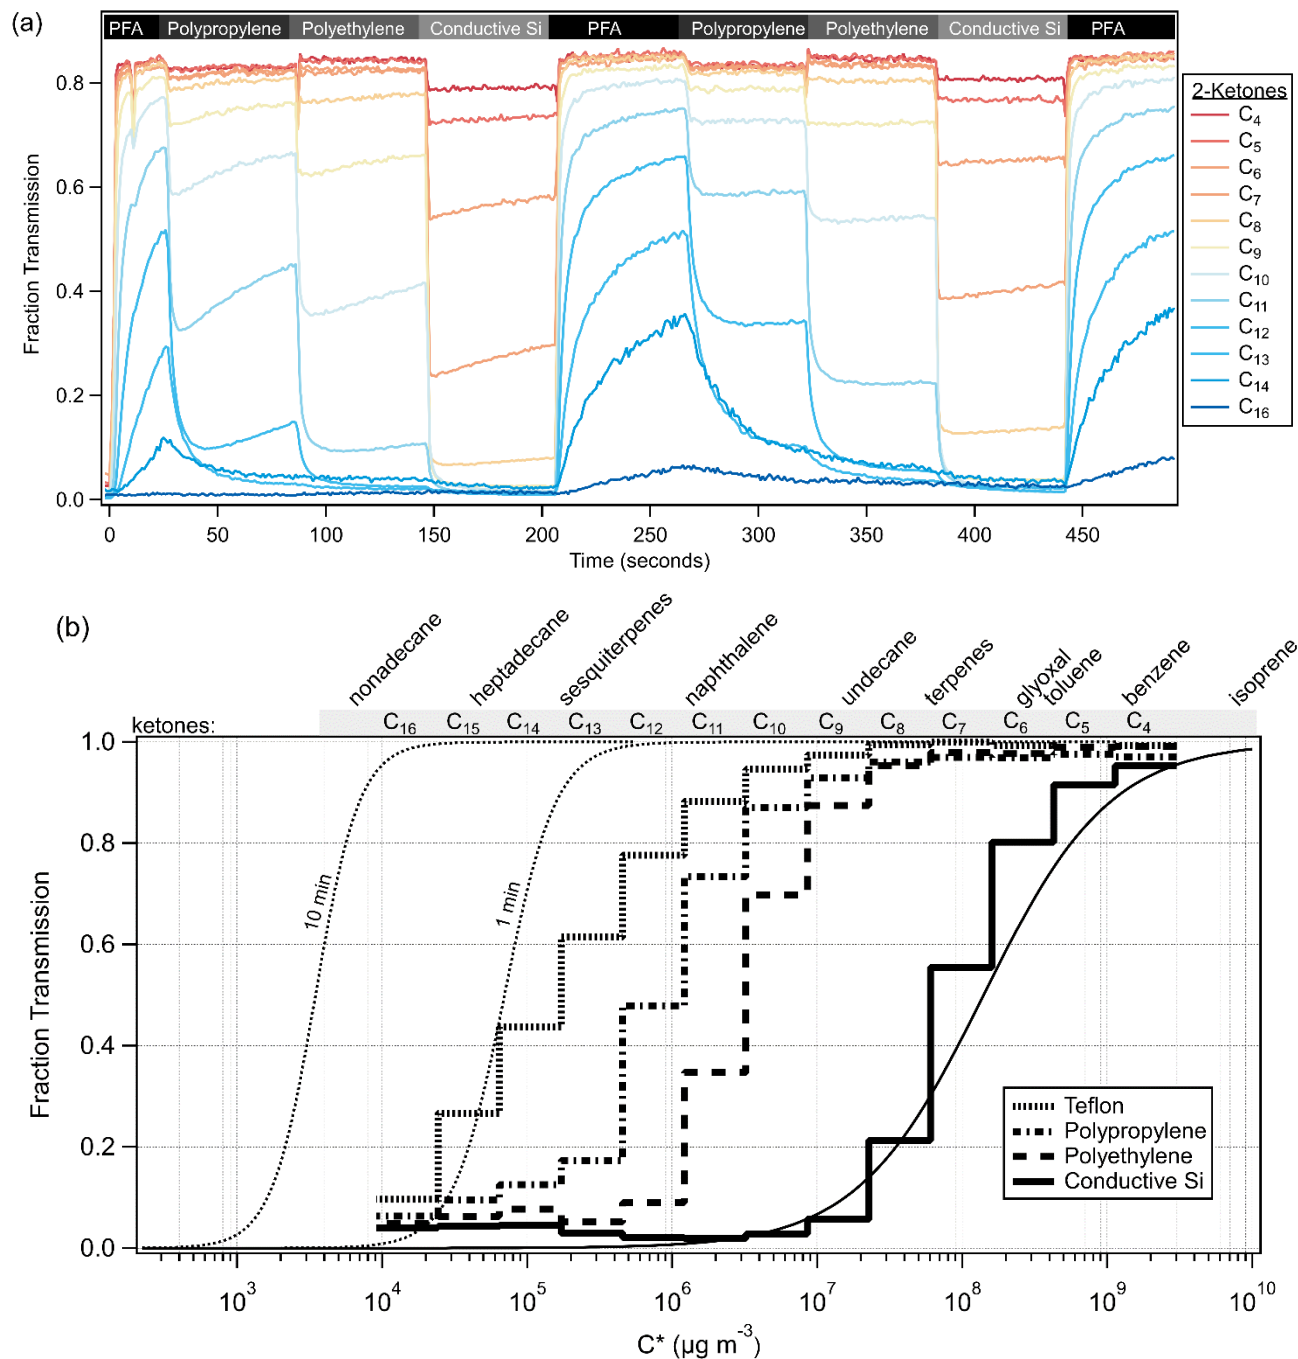 (a)
PFA Polypropylene Polyethylene Conductive Si PFA Polypropylene Polyethylene Conductive Si PFA
Fraction Transmission
0.8
0.6
0.4
0.2
0.0
0 50 100 150 200 250 300 350 400 450
Time (seconds)
2-Ketones
C4
C5
C6
C7
C8
C9
C10
C11
C12
C13
C14
C16
(b)
nonadecane heptadecane sesquiterpenes naphthalene undecane terpenes glyoxal toluene benzene isoprene
ketones: C16 C15 C14 C13 C12 C11 C10 C9 C8 C7 C6 C5 C4
Fraction Transmission
1.0
0.8
0.6
0.4
0.2
0.0
10 min
1 min
Teflon
Polypropylene
Polyethylene
Conductive Si
10^3 10^4 10^5 10^6 10^7 10^8 10^9 10^10
C* (µg m^-3)